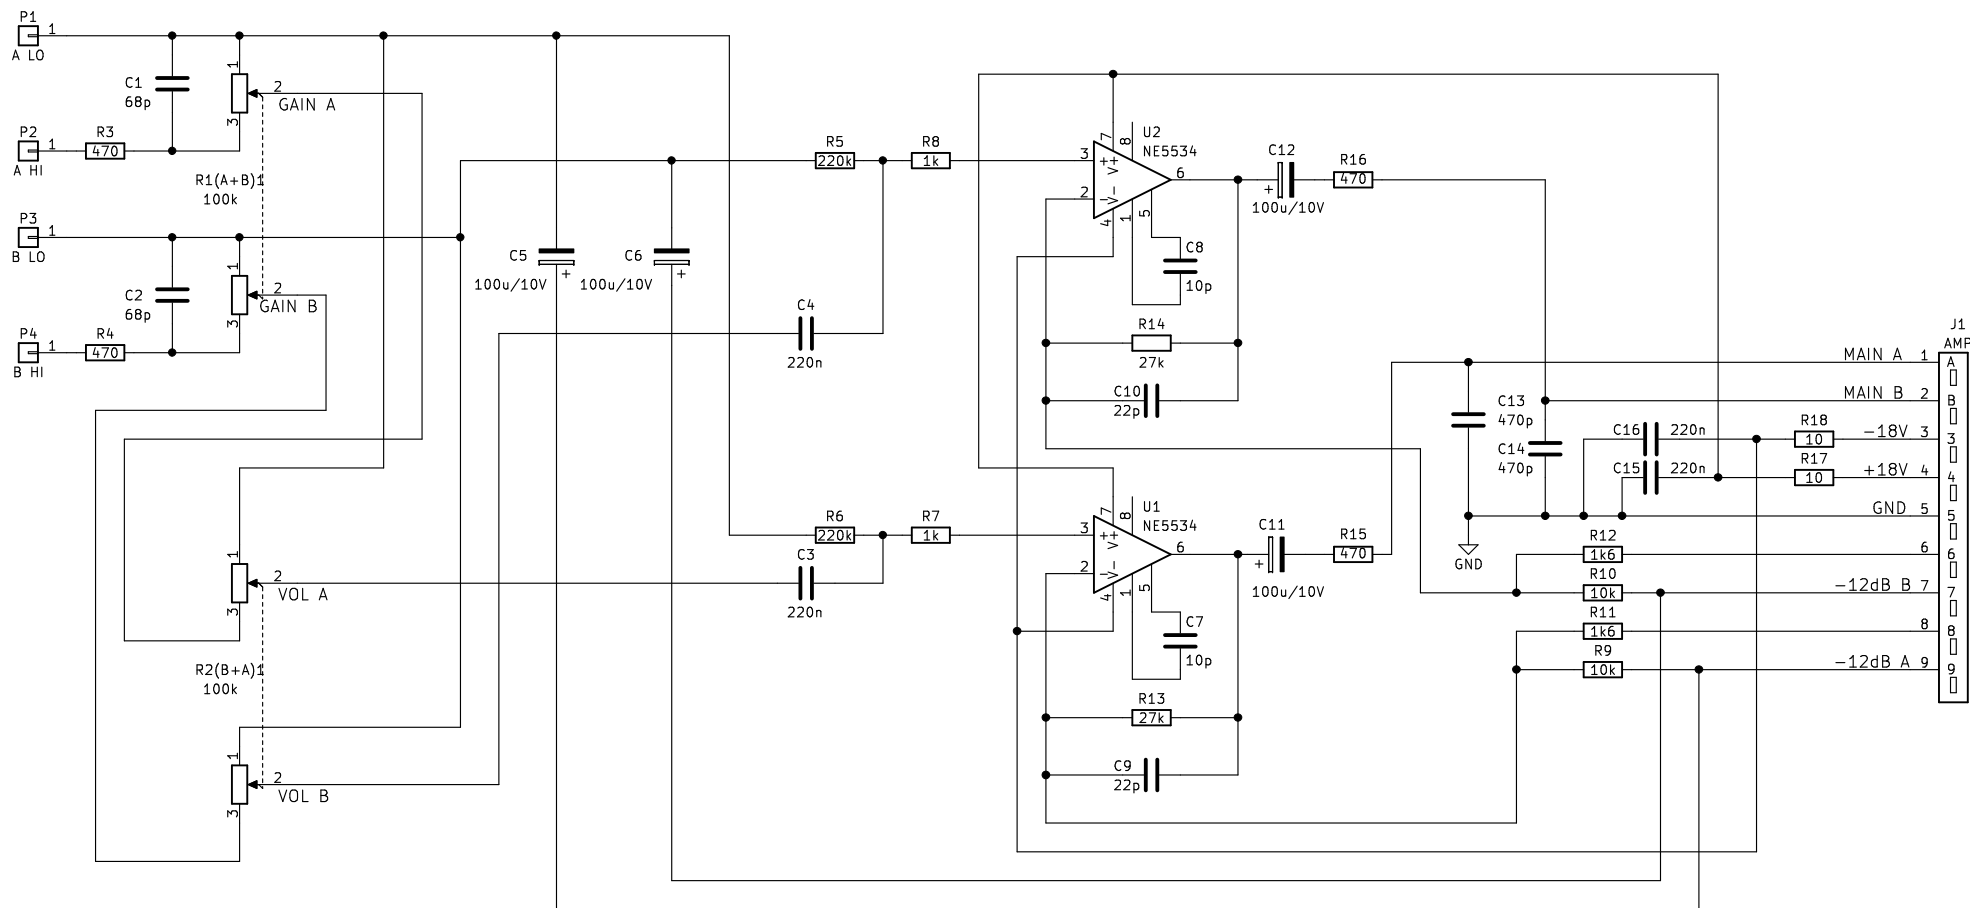 P1
1
A LO
C1
68p
1
2
GAIN A
3
P2
1
A HI
R3
470
R1(A+B)1
100k
P3
1
B LO
C2
68p
1
2
GAIN B
3
P4
1
B HI
R4
470
C5
100u/10V
+
C6
100u/10V
+
R5
220k
R8
1k
C4
220n
3
2
7
8
U2
NE5534
+
+
V
−
V-
4
1
5
6
C8
10p
R14
27k
C10
22p
C12
+
100u/10V
R16
470
J1
AMP
MAIN A 1 A
MAIN B 2 B
C13
470p
C14
470p
C16 220n
R18
10
-18V 3 3
C15 220n
R17
10
+18V 4 4
GND 5 5
GND
R12
1k6
6 6
R10
10k
-12dB B 7 7
R11
1k6
8 8
R9
10k
-12dB A 9 9
R6
220k
R7
1k
C3
220n
3
2
7
8
U1
NE5534
+
+
V
−
V-
4
1
5
6
C11
+
100u/10V
R15
470
C7
10p
R13
27k
C9
22p
1
2
VOL A
3
R2(B+A)1
100k
1
2
VOL B
3